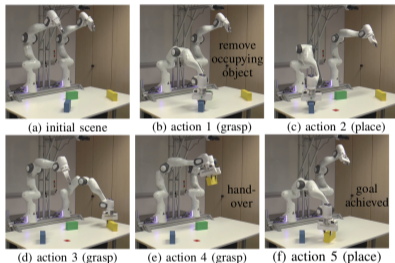 remove
occupying
object
(a) initial scene
(b) action 1 (grasp)
(c) action 2 (place)
hand-
over
goal
achieved
(d) action 3 (grasp)
(e) action 4 (grasp)
(f) action 5 (place)